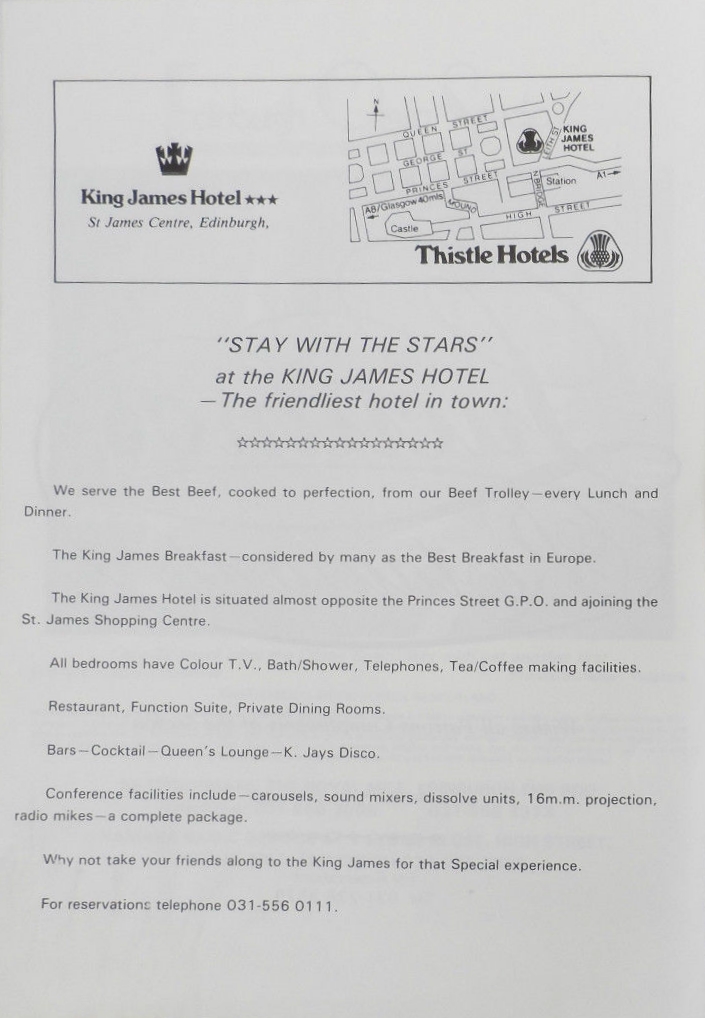 King James Hotel ★★★
St James Centre, Edinburgh,
N
QUEEN STREET
GEORGE ST
PRINCES STREET
LEITH ST
KING
JAMES
HOTEL
A8/Glasgow 40mls
MOUND
N BRIDGE
Station
A1→
Castle
HIGH STREET
Thistle Hotels
"STAY WITH THE STARS"
at the KING JAMES HOTEL
— The friendliest hotel in town:
☆☆☆☆☆☆☆☆☆☆☆☆☆☆☆☆☆
We serve the Best Beef, cooked to perfection, from our Beef Trolley—every Lunch and
Dinner.
The King James Breakfast—considered by many as the Best Breakfast in Europe.
The King James Hotel is situated almost opposite the Princes Street G.P.O. and ajoining the
St. James Shopping Centre.
All bedrooms have Colour T.V., Bath/Shower, Telephones, Tea/Coffee making facilities.
Restaurant, Function Suite, Private Dining Rooms.
Bars—Cocktail—Queen's Lounge—K. Jays Disco.
Conference facilities include—carousels, sound mixers, dissolve units, 16m.m. projection,
radio mikes—a complete package.
Why not take your friends along to the King James for that Special experience.
For reservations telephone 031-556 0111.